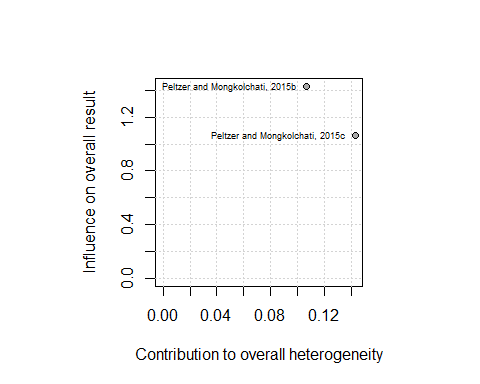 Peltzer and Mongkolchati, 2015b
Peltzer and Mongkolchati, 2015c
Influence on overall result
1.2
0.8
0.4
0.0
0.00 0.04 0.08 0.12
Contribution to overall heterogeneity